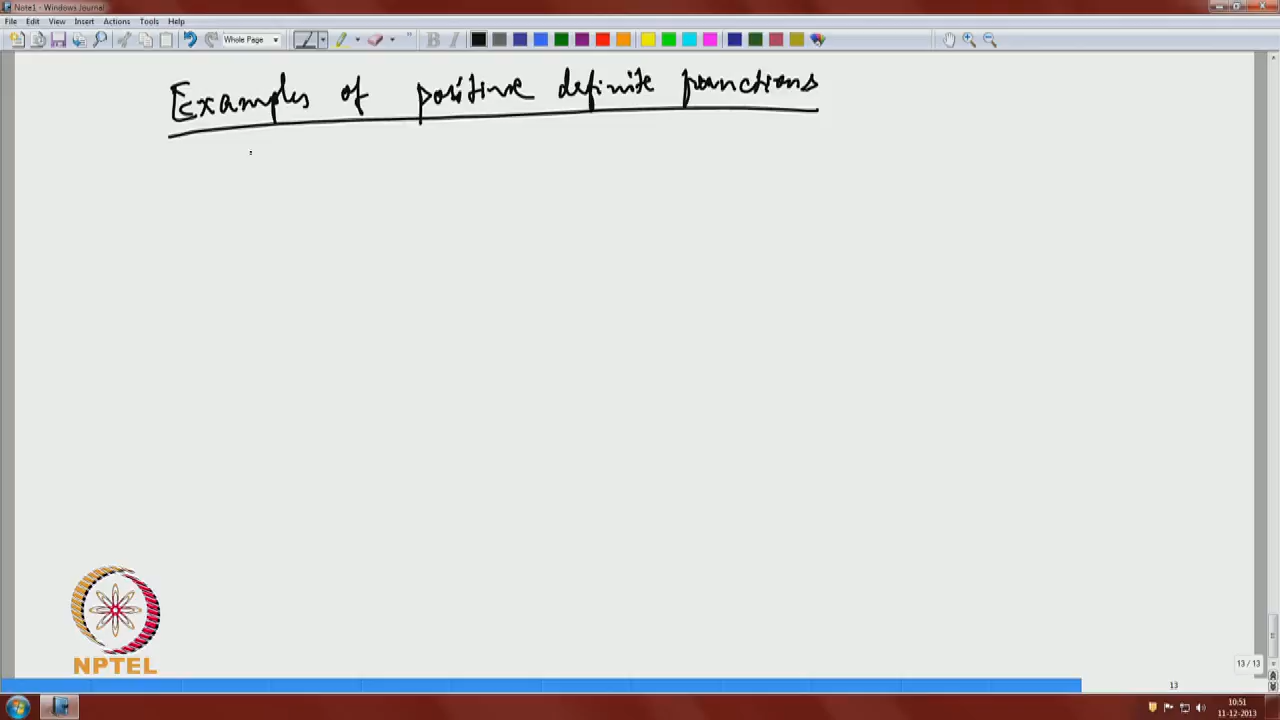 Note1 - Windows Journal
File Edit View Insert Actions Tools Help
Whole Page
Examples of positive definite functions
NPTEL
13 / 13
13
10:51
11-12-2013